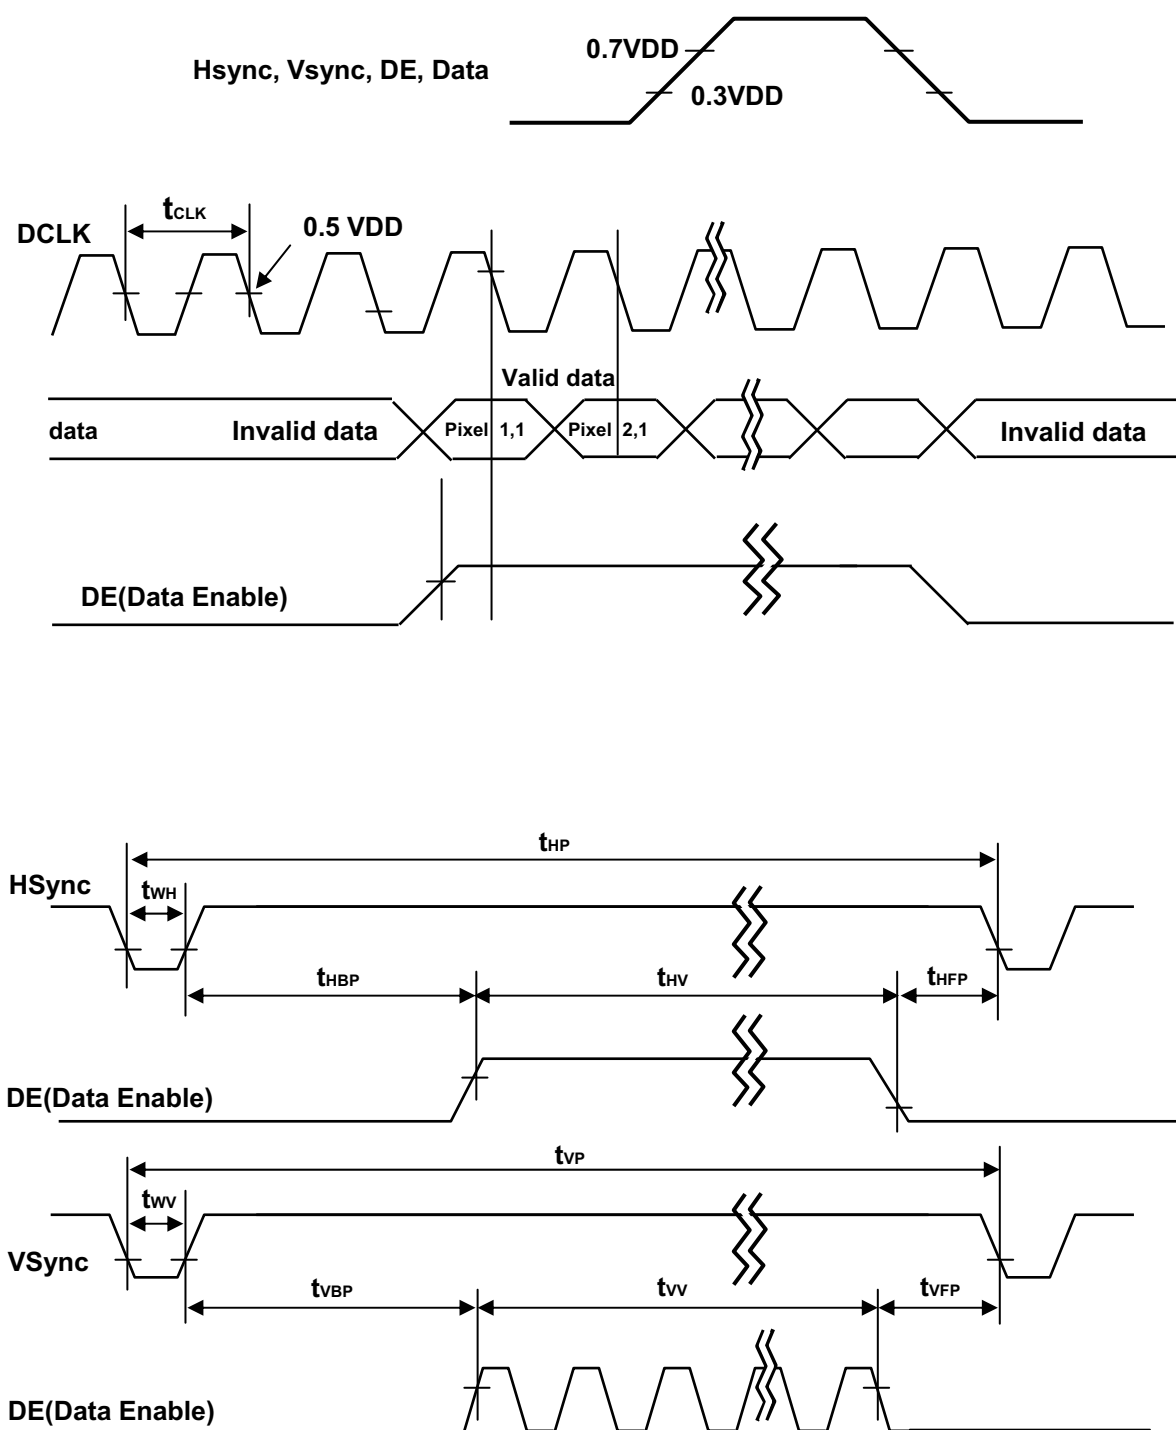 Hsync, Vsync, DE, Data
0.7VDD
0.3VDD
DCLK
tCLK
0.5 VDD
Valid data
data
Invalid data
Pixel 1,1
Pixel 2,1
Invalid data
DE(Data Enable)
tHP
HSync
tWH
tHBP
tHV
tHFP
DE(Data Enable)
tVP
tWV
VSync
tVBP
tVV
tVFP
DE(Data Enable)